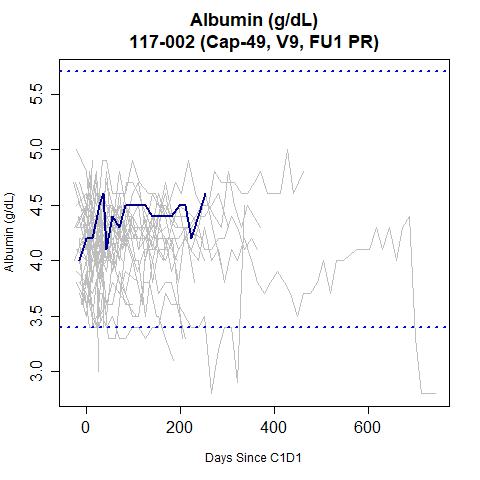 Albumin (g/dL)
117-002 (Cap-49, V9, FU1 PR)
Albumin (g/dL)
5.5
5.0
4.5
4.0
3.5
3.0
0 200 400 600
Days Since C1D1